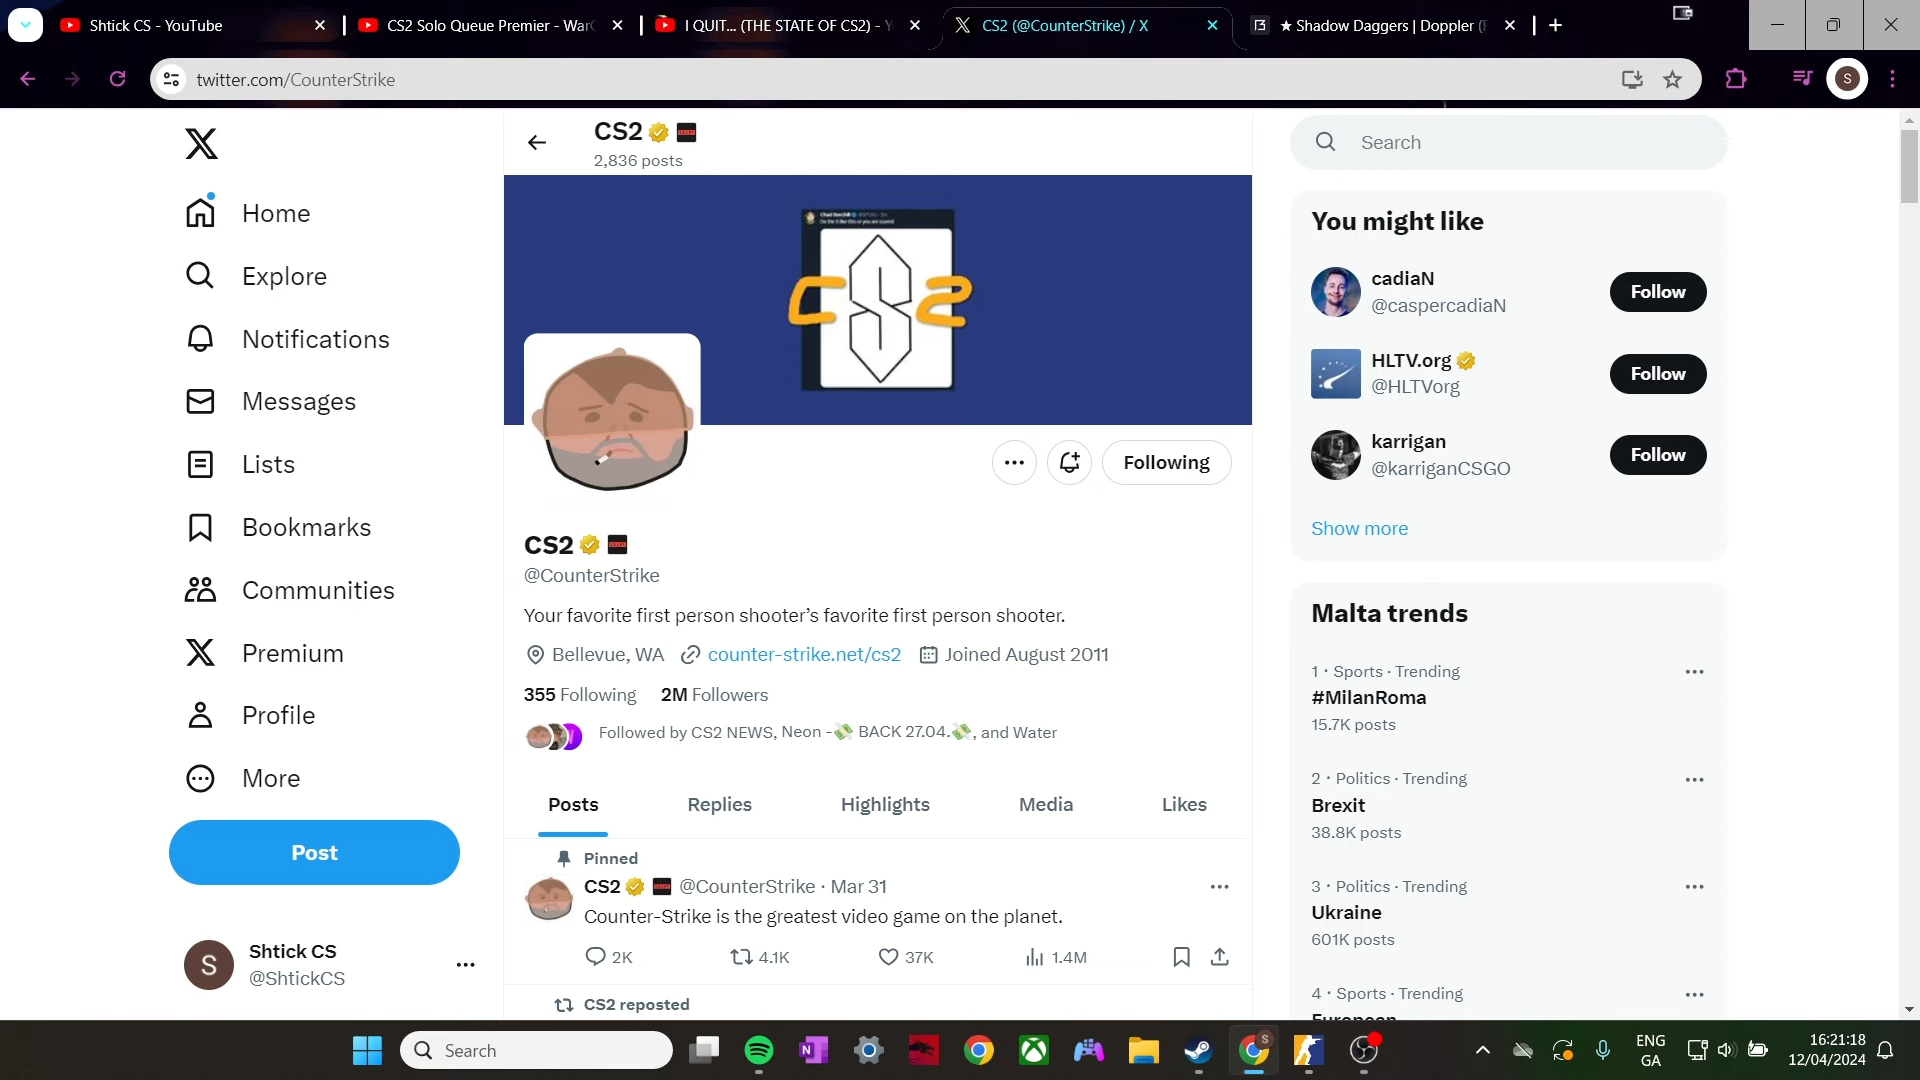 Shtick CS - YouTube
CS2 Solo Queue Premier - War
I QUIT... (THE STATE OF CS2) - Y
CS2 (@CounterStrike) / X
★ Shadow Daggers | Doppler (F
twitter.com/CounterStrike
S
CS2
2,836 posts
Home
Explore
Notifications
Messages
Lists
Bookmarks
Communities
Premium
Profile
More
Post
S
Shtick CS
@ShtickCS
C S 2
Following
CS2
@CounterStrike
Your favorite first person shooter’s favorite first person shooter.
Bellevue, WA counter-strike.net/cs2 Joined August 2011
355 Following 2M Followers
Followed by CS2 NEWS, Neon -💸 BACK 27.04.💸, and Water
Posts Replies Highlights Media Likes
Pinned
CS2 @CounterStrike · Mar 31
Counter-Strike is the greatest video game on the planet.
2K 4.1K 37K 1.4M
CS2 reposted
Search
You might like
cadiaN
@caspercadiaN
Follow
HLTV.org
@HLTVorg
Follow
karrigan
@karriganCSGO
Follow
Show more
Malta trends
1 · Sports · Trending
#MilanRoma
15.7K posts
2 · Politics · Trending
Brexit
38.8K posts
3 · Politics · Trending
Ukraine
601K posts
4 · Sports · Trending
European
Search
ENG
GA
16:21:18
12/04/2024